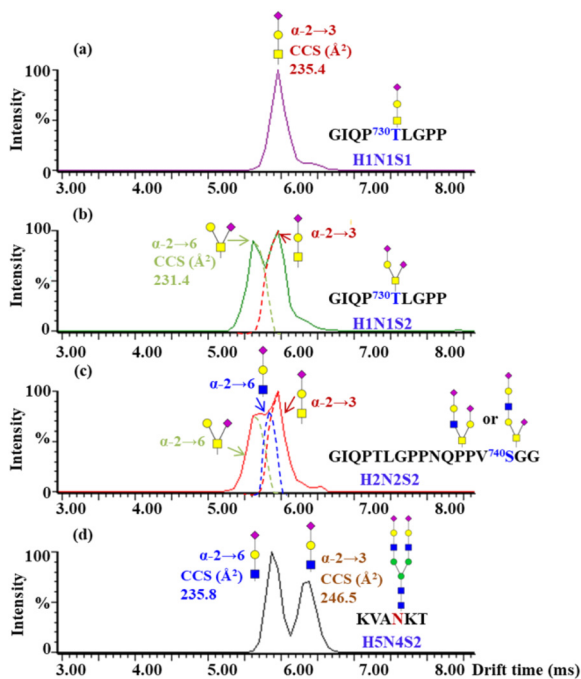 (a)
α-2→3
CCS (Å²)
235.4
Intensity
100
%
0
GIQP⁷³⁰TLGPP
H1N1S1
3.00 4.00 5.00 6.00 7.00 8.00
(b)
α-2→6
CCS (Å²)
231.4
α-2→3
Intensity
100
%
0
GIQP⁷³⁰TLGPP
H1N1S2
3.00 4.00 5.00 6.00 7.00 8.00
(c)
α-2→6
α-2→3
α-2→6
or
Intensity
100
%
0
GIQPTLGPPNQPPV⁷⁴⁰SGG
H2N2S2
3.00 4.00 5.00 6.00 7.00 8.00
(d)
α-2→6
CCS (Å²)
235.8
α-2→3
CCS (Å²)
246.5
Intensity
100
%
0
KVANKT
H5N4S2
3.00 4.00 5.00 6.00 7.00 8.00 Drift time (ms)